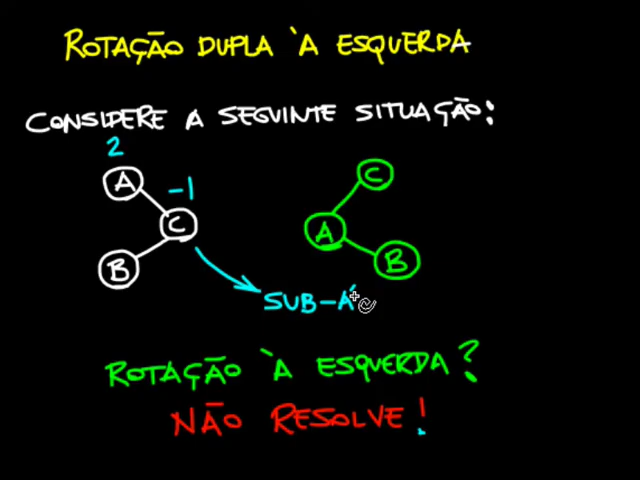 ROTAÇÃO DUPLA `A ESQUERDA
CONSIDERE A SEGUINTE SITUAÇÃO:
2
A
-1
C
B
C
A
B
SUB-Á
ROTAÇÃO `A ESQUERDA?
NÃO RESOLVE!